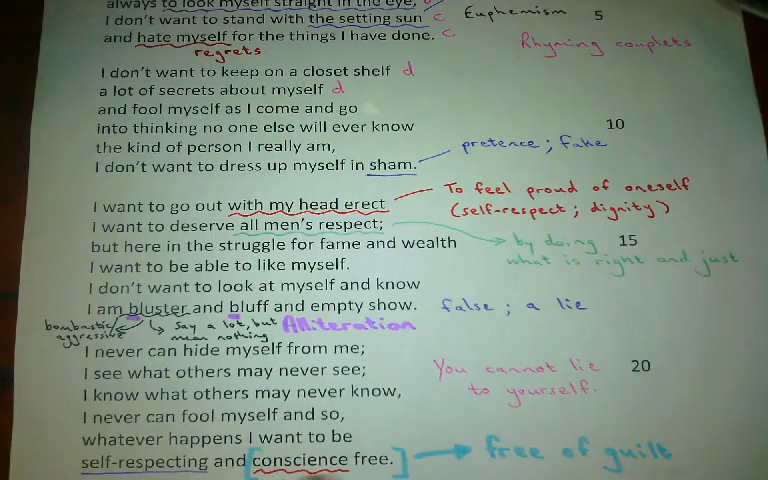 always to look myself straight in the eye,
I don't want to stand with the setting sun c Euphemism 5
and hate myself for the things I have done. c
regrets Rhyming couplets
I don't want to keep on a closet shelf d
a lot of secrets about myself d
and fool myself as I come and go
into thinking no one else will ever know 10
the kind of person I really am,
I don't want to dress up myself in sham. pretence ; fake
I want to go out with my head erect To feel proud of oneself
(self-respect ; dignity)
I want to deserve all men's respect;
but here in the struggle for fame and wealth by doing 15
what is right and just
I want to be able to like myself.
I don't want to look at myself and know
I am bluster and bluff and empty show. false ; a lie
bombastic/ aggressive Say a lot, but mean nothing Alliteration
I never can hide myself from me;
I see what others may never see; You cannot lie 20
I know what others may never know, to yourself.
I never can fool myself and so,
whatever happens I want to be
self-respecting and [conscience free.] free of guilt